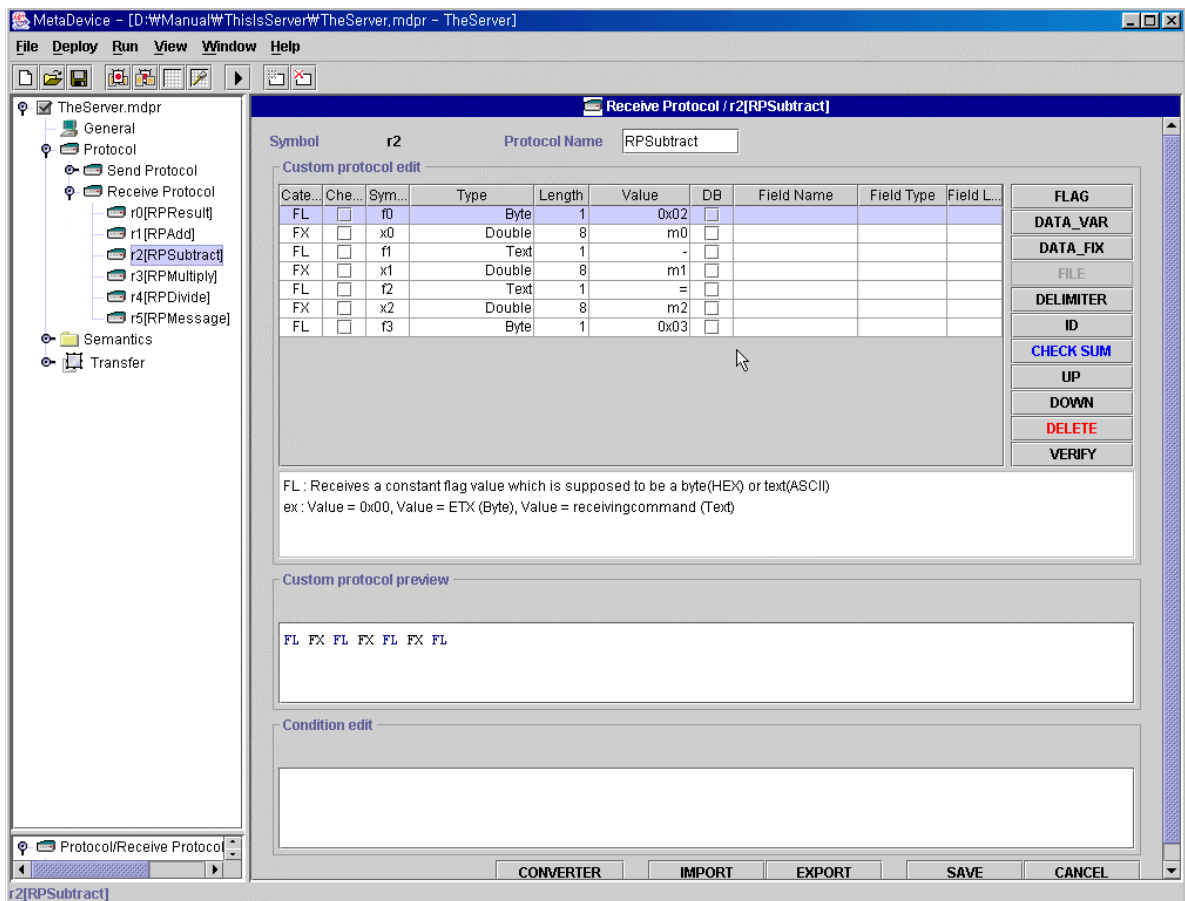 MetaDevice - [D:₩Manual₩ThisIsServer₩TheServer.mdpr - TheServer]
File Deploy Run View Window Help
TheServer.mdpr
General
Protocol
Send Protocol
Receive Protocol
r0[RPResult]
r1[RPAdd]
r2[RPSubtract]
r3[RPMultiply]
r4[RPDivide]
r5[RPMessage]
Semantics
Transfer
Protocol/Receive Protocol
r2[RPSubtract]
Receive Protocol / r2[RPSubtract]
Symbol r2 Protocol Name RPSubtract
Custom protocol edit
Cate... Che... Sym... Type Length Value DB Field Name Field Type Field L...
FL f0 Byte 1 0x02
FX x0 Double 8 m0
FL f1 Text 1 -
FX x1 Double 8 m1
FL f2 Text 1 =
FX x2 Double 8 m2
FL f3 Byte 1 0x03
FLAG
DATA_VAR
DATA_FIX
FILE
DELIMITER
ID
CHECK SUM
UP
DOWN
DELETE
VERIFY
FL : Receives a constant flag value which is supposed to be a byte(HEX) or text(ASCII)
ex : Value = 0x00, Value = ETX (Byte), Value = receivingcommand (Text)
Custom protocol preview
FL FX FL FX FL FX FL
Condition edit
CONVERTER IMPORT EXPORT SAVE CANCEL